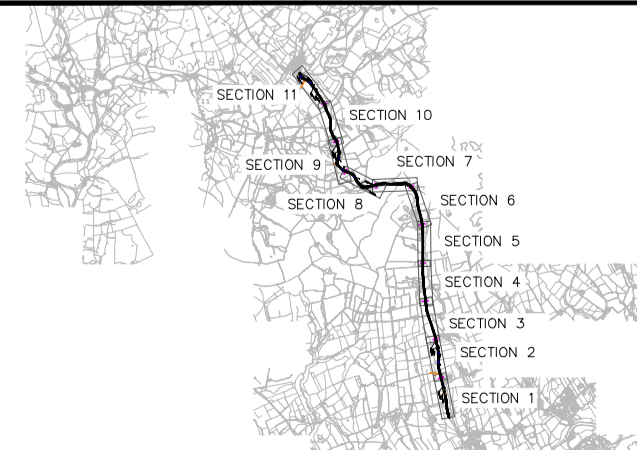 SECTION 11
SECTION 10
SECTION 9
SECTION 7
SECTION 8
SECTION 6
SECTION 5
SECTION 4
SECTION 3
SECTION 2
SECTION 1